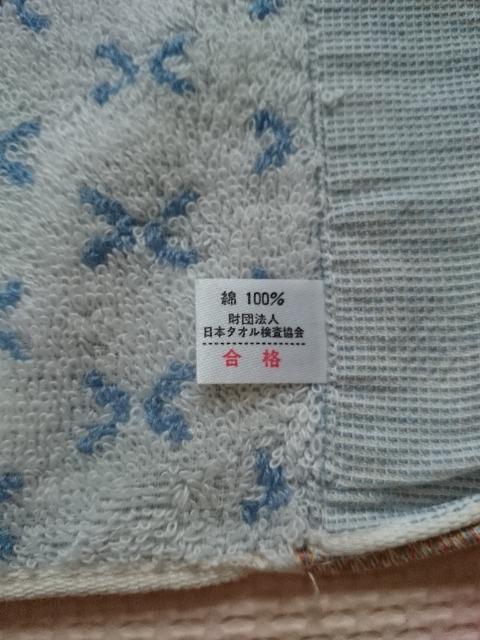 綿 100%
財団法人
日本タオル検査協会
合格